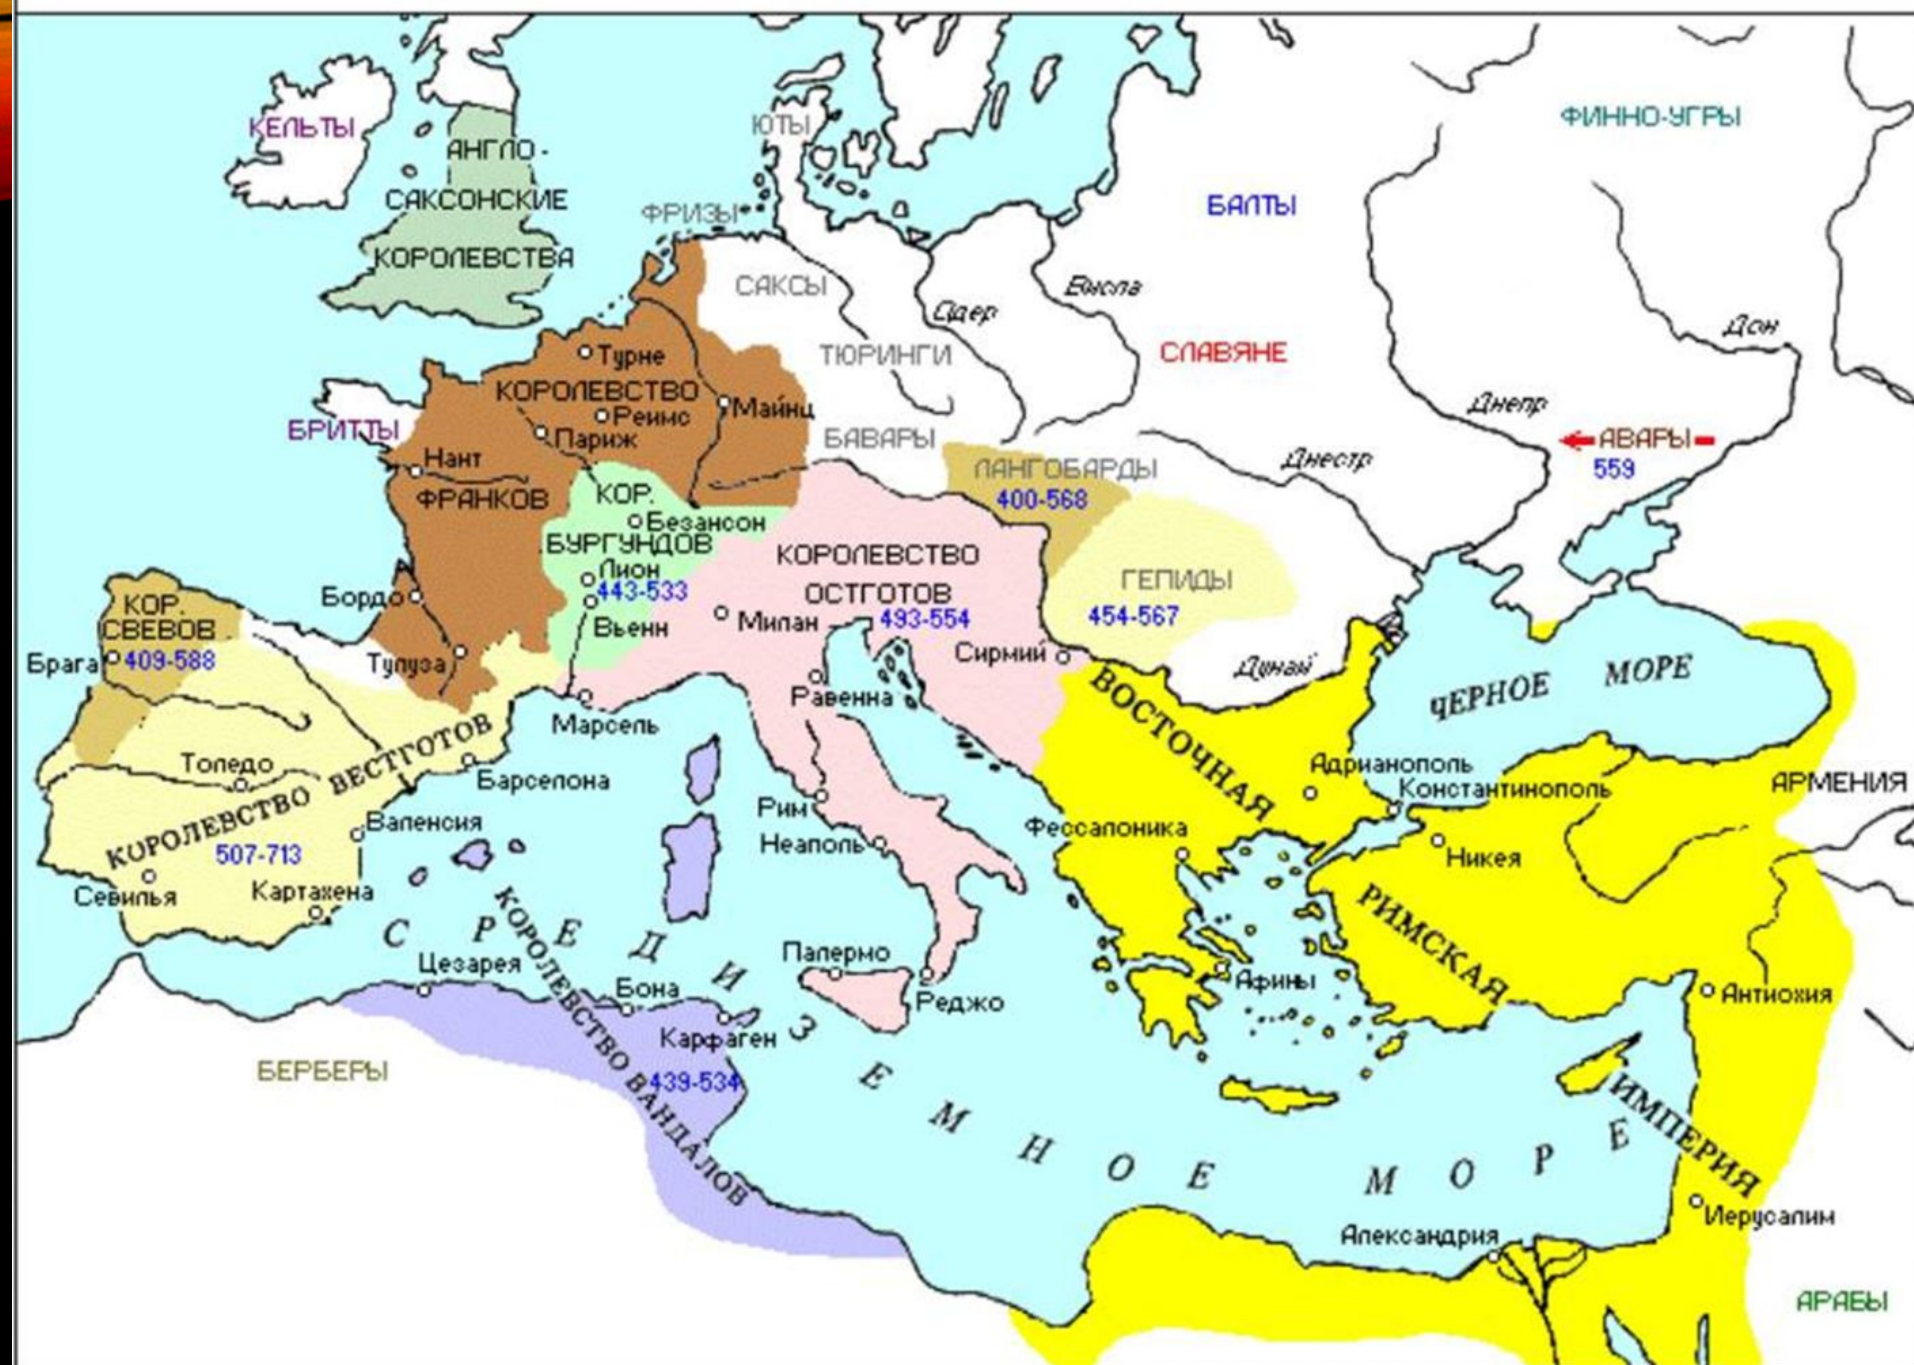 ФИННО-УГРЫ
КЕЛЬТЫ
ЮТЫ
АНГЛО-
САКСОНСКИЕ
КОРОЛЕВСТВА
ФРИЗЫ
БАЛТЫ
САКСЫ
Висла
Одер
Дон
ТЮРИНГИ
СЛАВЯНЕ
Турне
КОРОЛЕВСТВО
Реимс
Майнц
Париж
БРИТТЫ
БАВАРЫ
Днепр
АВАРЫ
559
Нант
ФРАНКОВ
ЛАНГОБАРДЫ
400-568
Днестр
КОР.
Безансон
БУРГУНДОВ
Лион
443-533
Вьенн
КОРОЛЕВСТВО
ОСТГОТОВ
493-554
Милан
ГЕПИДЫ
454-567
Сирмий
Дунай
КОР.
СВЕВОВ
409-588
Брага
Бордо
Тулуза
Марсель
Равенна
ЧЕРНОЕ МОРЕ
ВОСТОЧНАЯ
РИМСКАЯ
ИМПЕРИЯ
Толедо
Барселона
КОРОЛЕВСТВО ВЕСТГОТОВ
507-713
Валенсия
Севилья
Картахена
Рим
Неаполь
Адрианополь
Константинополь
АРМЕНИЯ
Фессалоника
Никея
СРЕДИЗЕМНОЕ МОРЕ
Цезарея
Бона
Палермо
Реджо
Афины
Антиохия
Карфаген
КОРОЛЕВСТВО ВАНДАЛОВ
439-534
БЕРБЕРЫ
Иерусалим
Александрия
АРАБЫ